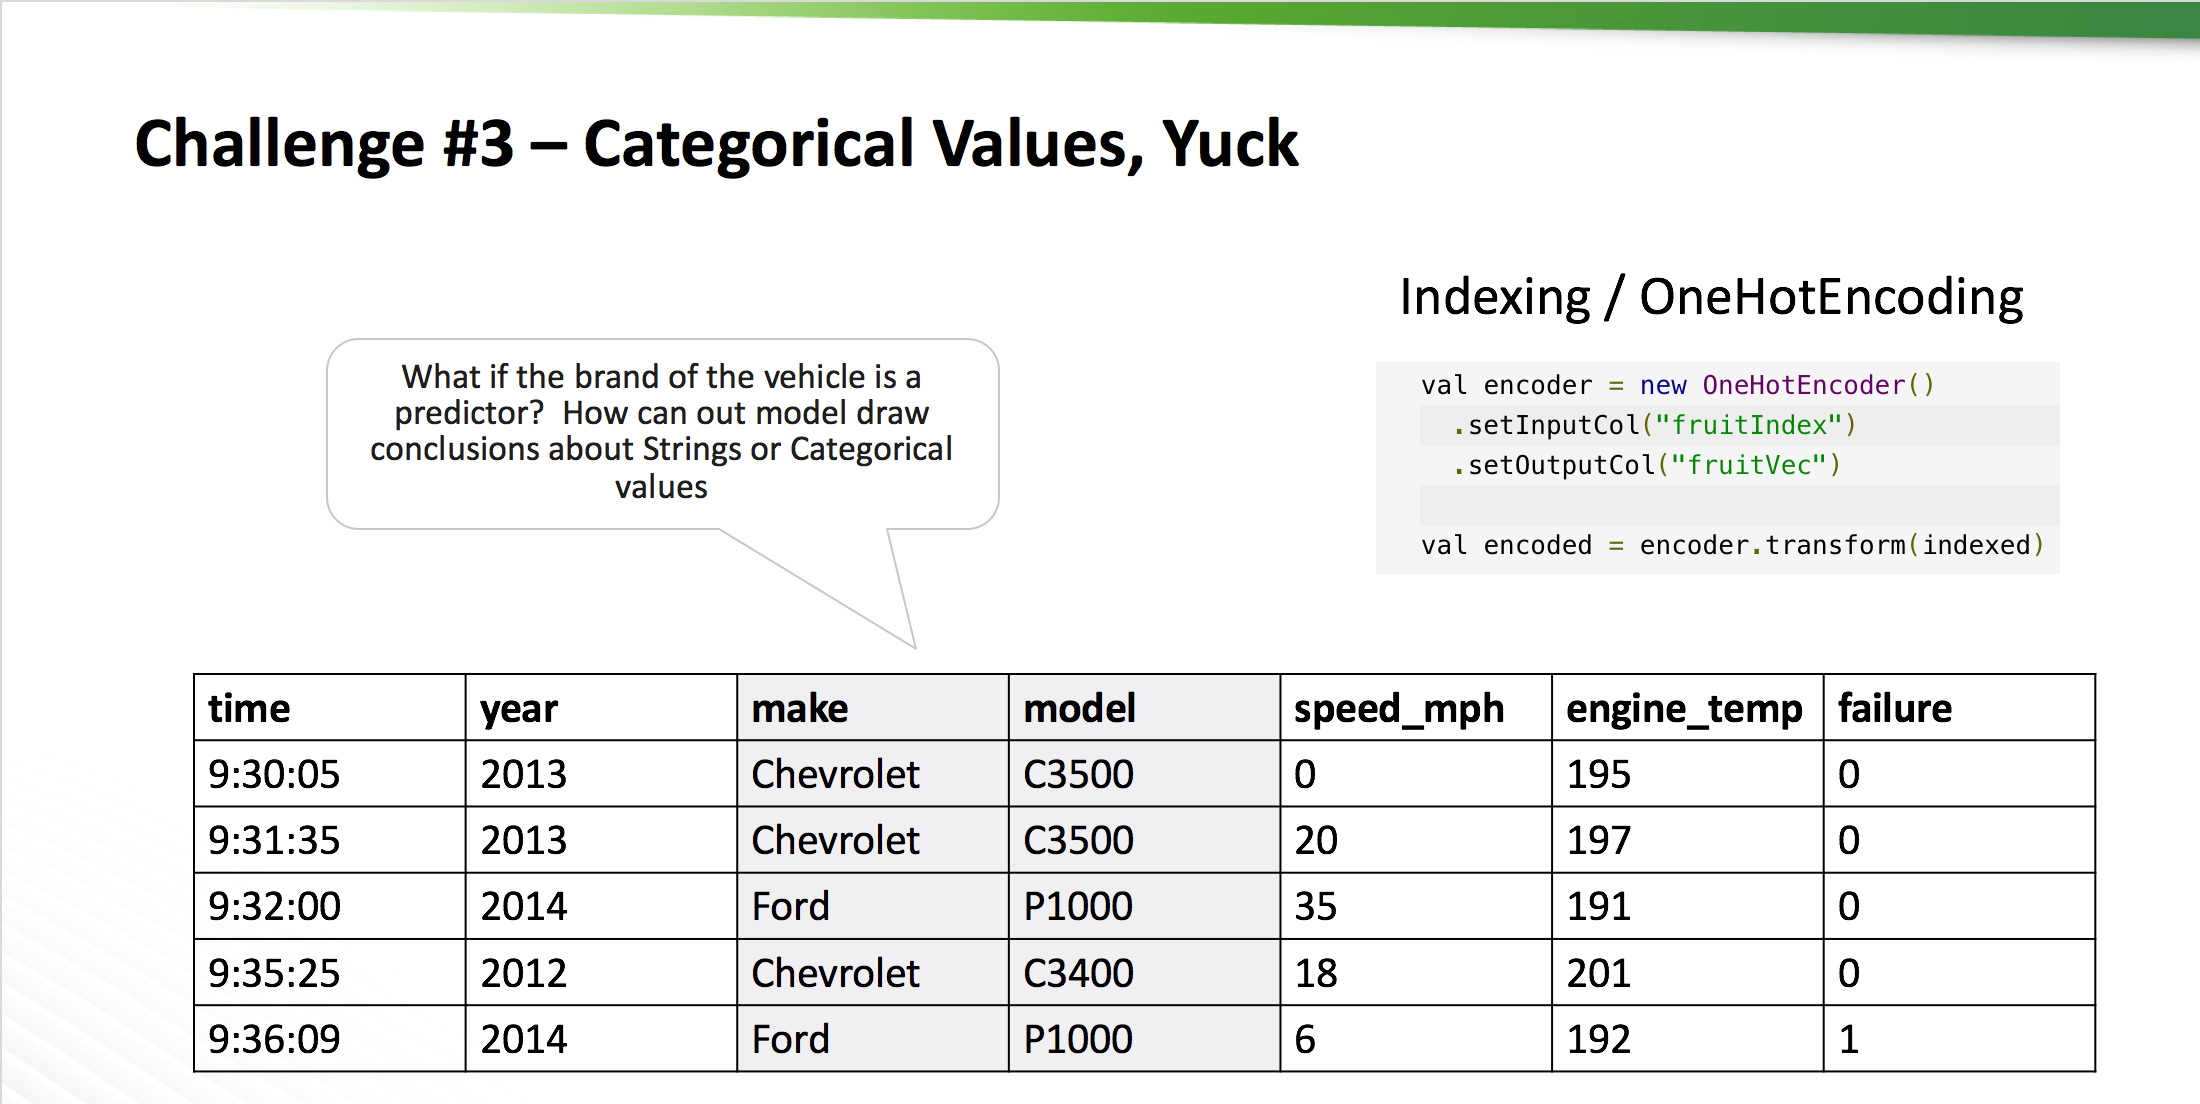 Challenge #3 – Categorical Values, Yuck
Indexing / OneHotEncoding
What if the brand of the vehicle is a
predictor?  How can out model draw
conclusions about Strings or Categorical
values
val encoder = new OneHotEncoder()
  .setInputCol("fruitIndex")
  .setOutputCol("fruitVec")
val encoded = encoder.transform(indexed)
time year make model speed_mph engine_temp failure
9:30:05 2013 Chevrolet C3500 0 195 0
9:31:35 2013 Chevrolet C3500 20 197 0
9:32:00 2014 Ford P1000 35 191 0
9:35:25 2012 Chevrolet C3400 18 201 0
9:36:09 2014 Ford P1000 6 192 1